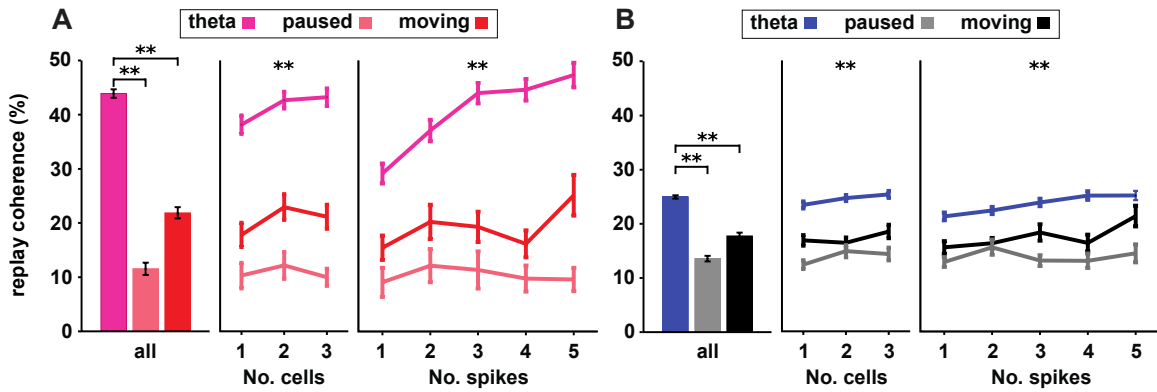 A
theta paused moving
replay coherence (%)
50
40
30
20
10
0
**
**
all
**
1 2 3
No. cells
**
1 2 3 4 5
No. spikes
B
theta paused moving
50
40
30
20
10
0
**
**
all
**
1 2 3
No. cells
**
1 2 3 4 5
No. spikes